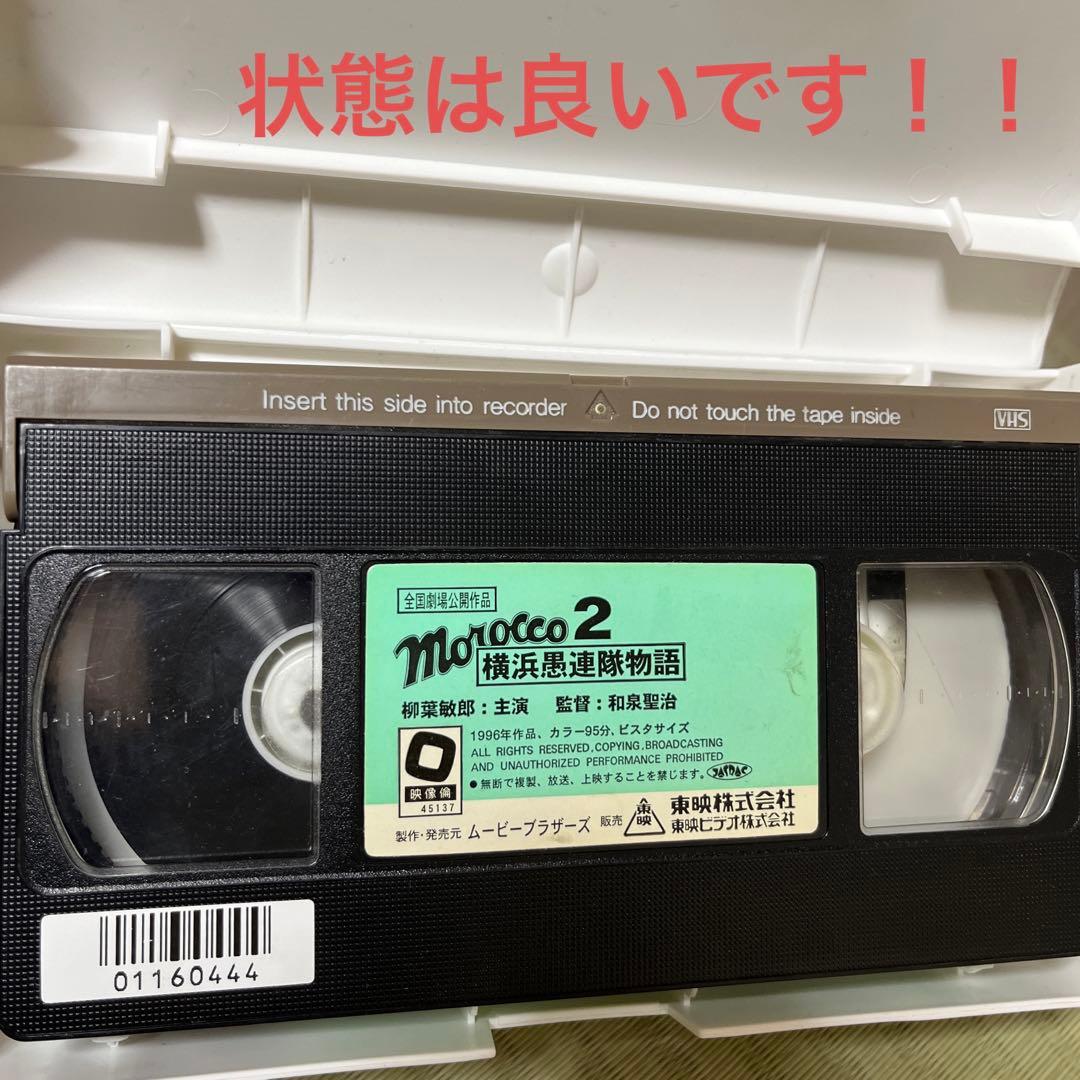 状態は良いです！！
Insert this side into recorder Do not touch the tape inside VHS
全国劇場公開作品
morocco 2
横浜愚連隊物語
柳葉敏郎：主演 監督：和泉聖治
1996年作品、カラー95分、ビスタサイズ
ALL RIGHTS RESERVED,COPYING,BROADCASTING
AND UNAUTHORIZED PERFORMANCE PROHIBITED
●無断で複製、放送、上映することを禁じます。 JASRAC
映像倫
45137
製作・発売元 ムービーブラザーズ 販売 東映 東映株式会社
東映ビデオ株式会社
01160444